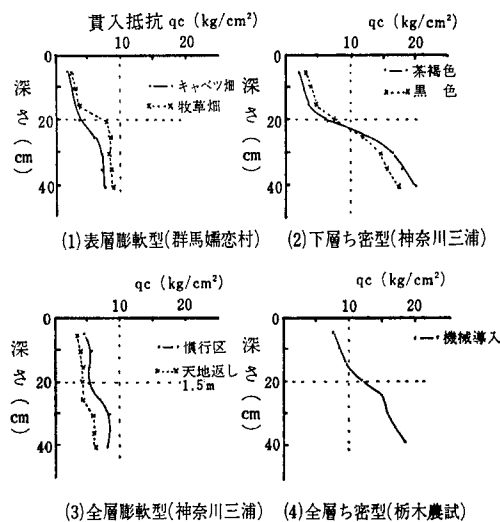 貫入抵抗 qc (kg/cm²)
10 20
深さ(cm)
20
40
キャベツ畑
牧草畑
(1)表層膨軟型(群馬嬬恋村)
qc (kg/cm²)
10 20
深さ(cm)
20
40
茶褐色
黒色
(2)下層ち密型(神奈川三浦)
qc (kg/cm²)
10 20
深さ(cm)
20
40
慣行区
天地返し
1.5m
(3)全層膨軟型(神奈川三浦)
qc (kg/cm²)
10 20
深さ(cm)
20
40
機械導入
(4)全層ち密型(栃木農試)